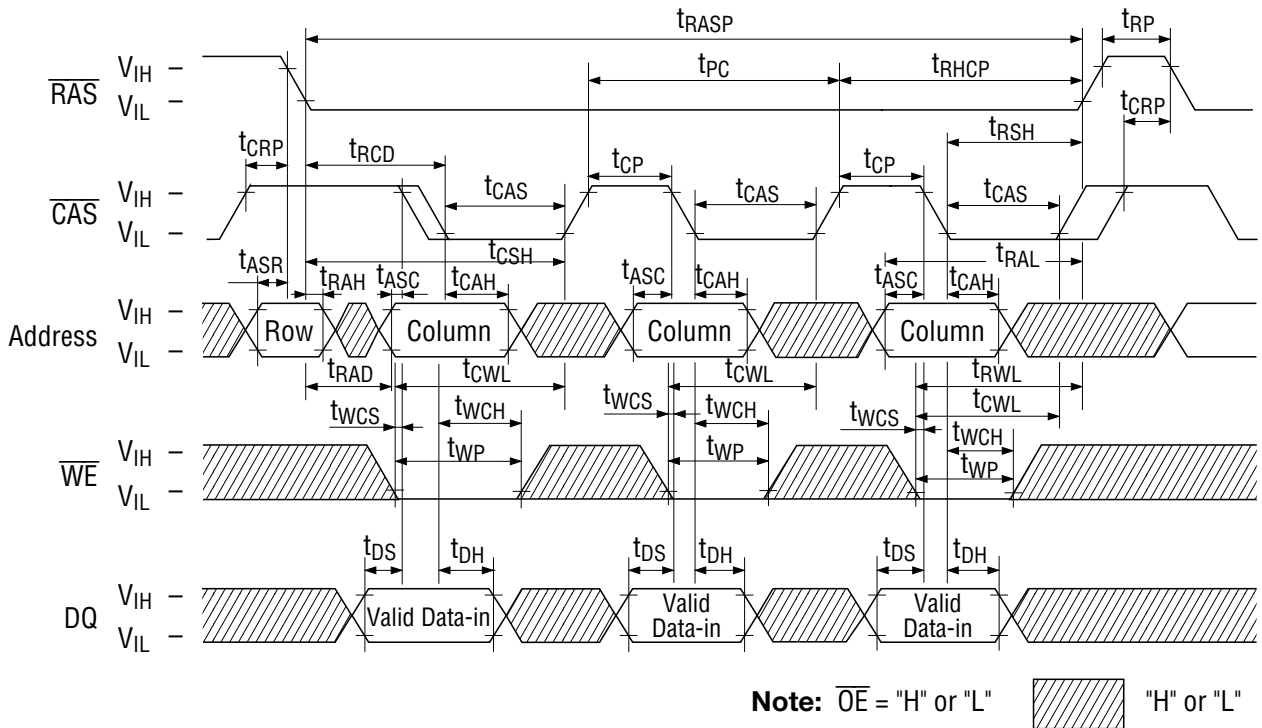 tRASP
tRP
VIH
tPC
tRHCP
RAS
VIL
tCRP
tRSH
tCRP
tRCD
tCP
tCP
VIH
tCAS
tCAS
tCAS
CAS
VIL
tCSH
tRAL
tASR
tRAH
tASC
tCAH
tASC
tCAH
tASC
tCAH
VIH
Address
Row
Column
Column
Column
VIL
tRAD
tCWL
tCWL
tRWL
tWCS
tWCH
tWCS
tWCH
tWCS
tCWL
tWCH
VIH
tWP
tWP
tWP
WE
VIL
tDS
tDH
tDS
tDH
tDS
tDH
VIH
DQ
Valid Data-in
Valid
Data-in
Valid
Data-in
VIL
Note: OE = "H" or "L"
"H" or "L"